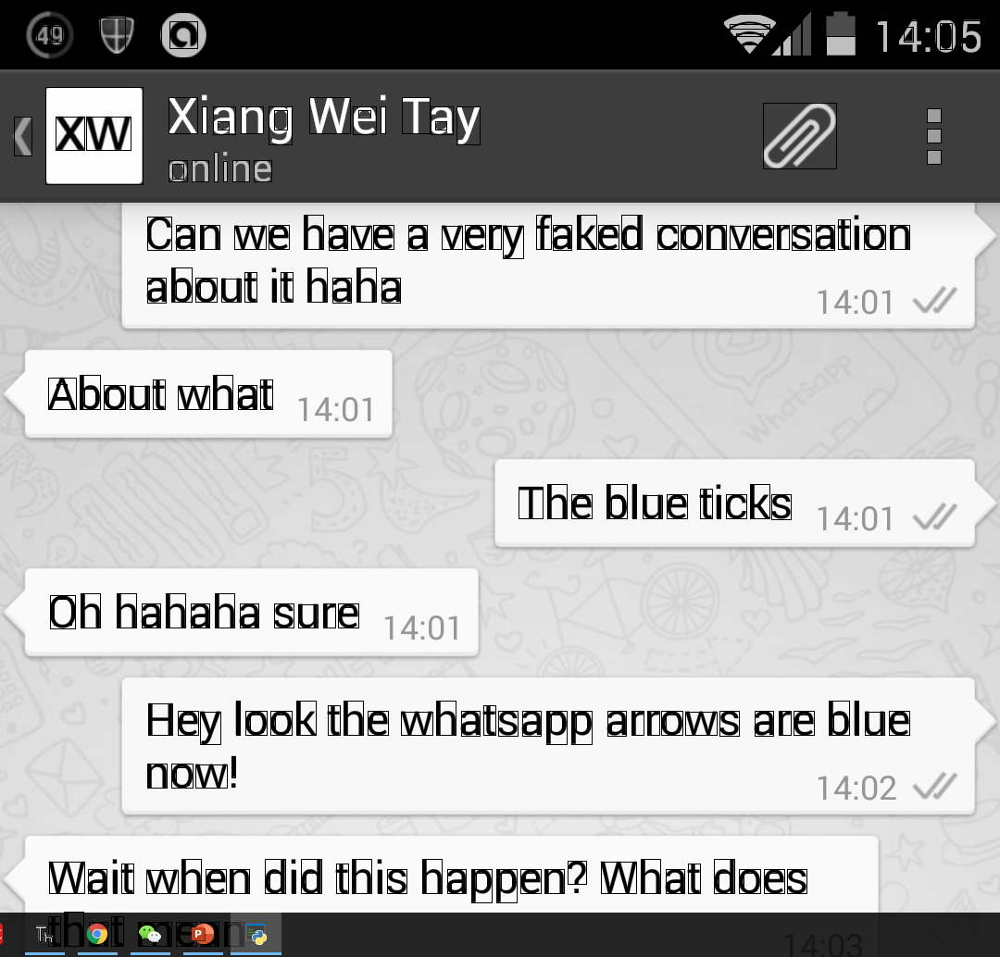 49
14:05
XW
Xiang Wei Tay
online
Can we have a very faked conversation
about it haha
14:01
About what
14:01
Whatsapp
The blue ticks
14:01
Oh hahaha sure
14:01
Hey look the whatsapp arrows are blue
now!
14:02
Wait when did this happen? What does
that mean
14:03